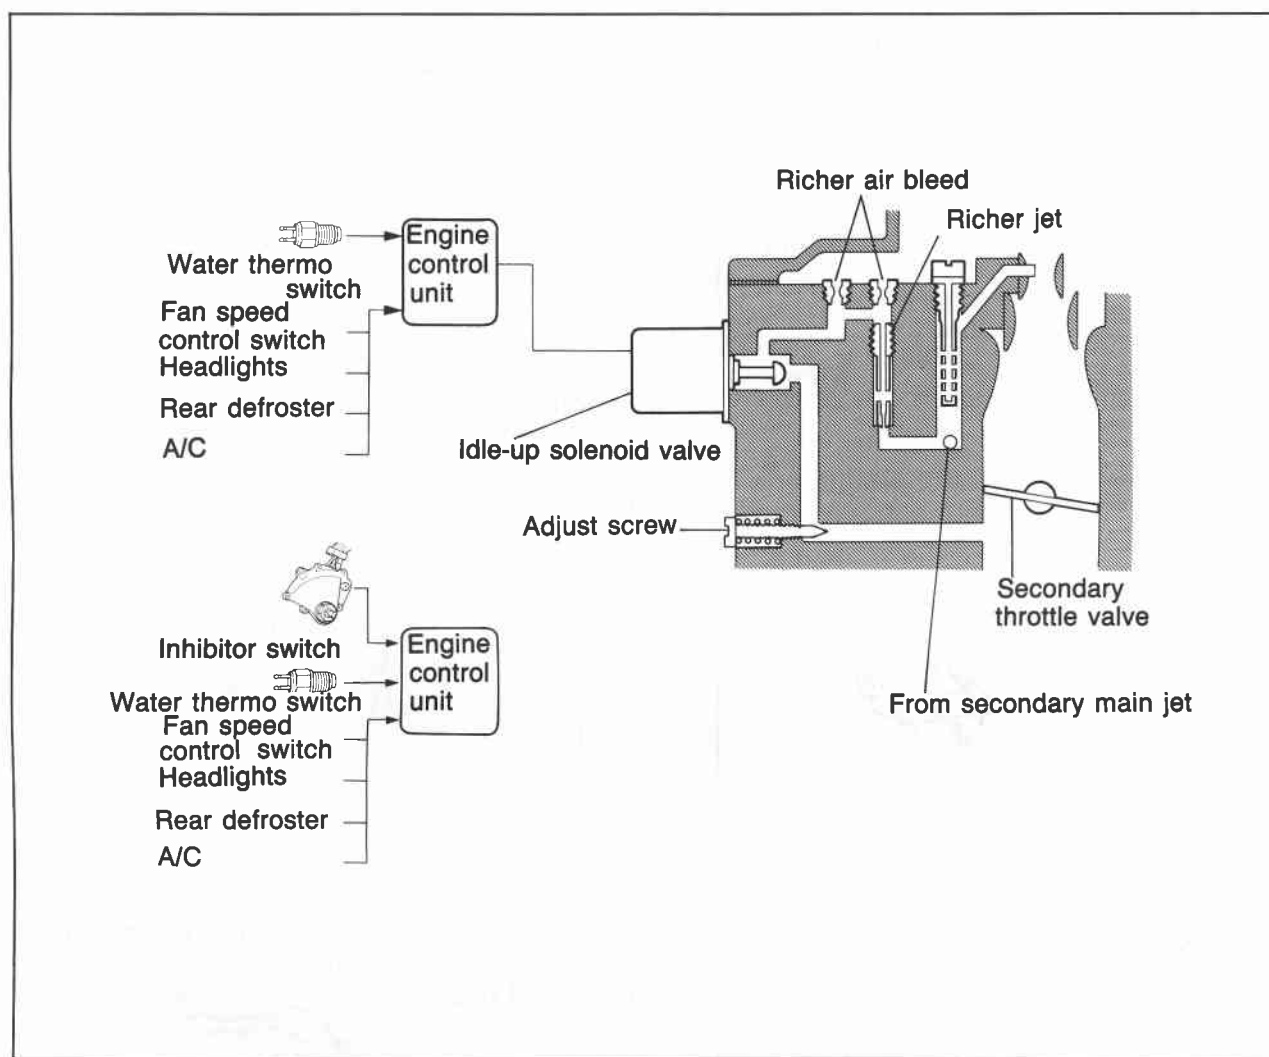 Richer air bleed
Richer jet
Engine
control
unit
Water thermo
switch
Fan speed
control switch
Headlights
Rear defroster
A/C
Idle-up solenoid valve
Adjust screw
Secondary
throttle valve
From secondary main jet
Inhibitor switch
Engine
control
unit
Water thermo switch
Fan speed
control switch
Headlights
Rear defroster
A/C